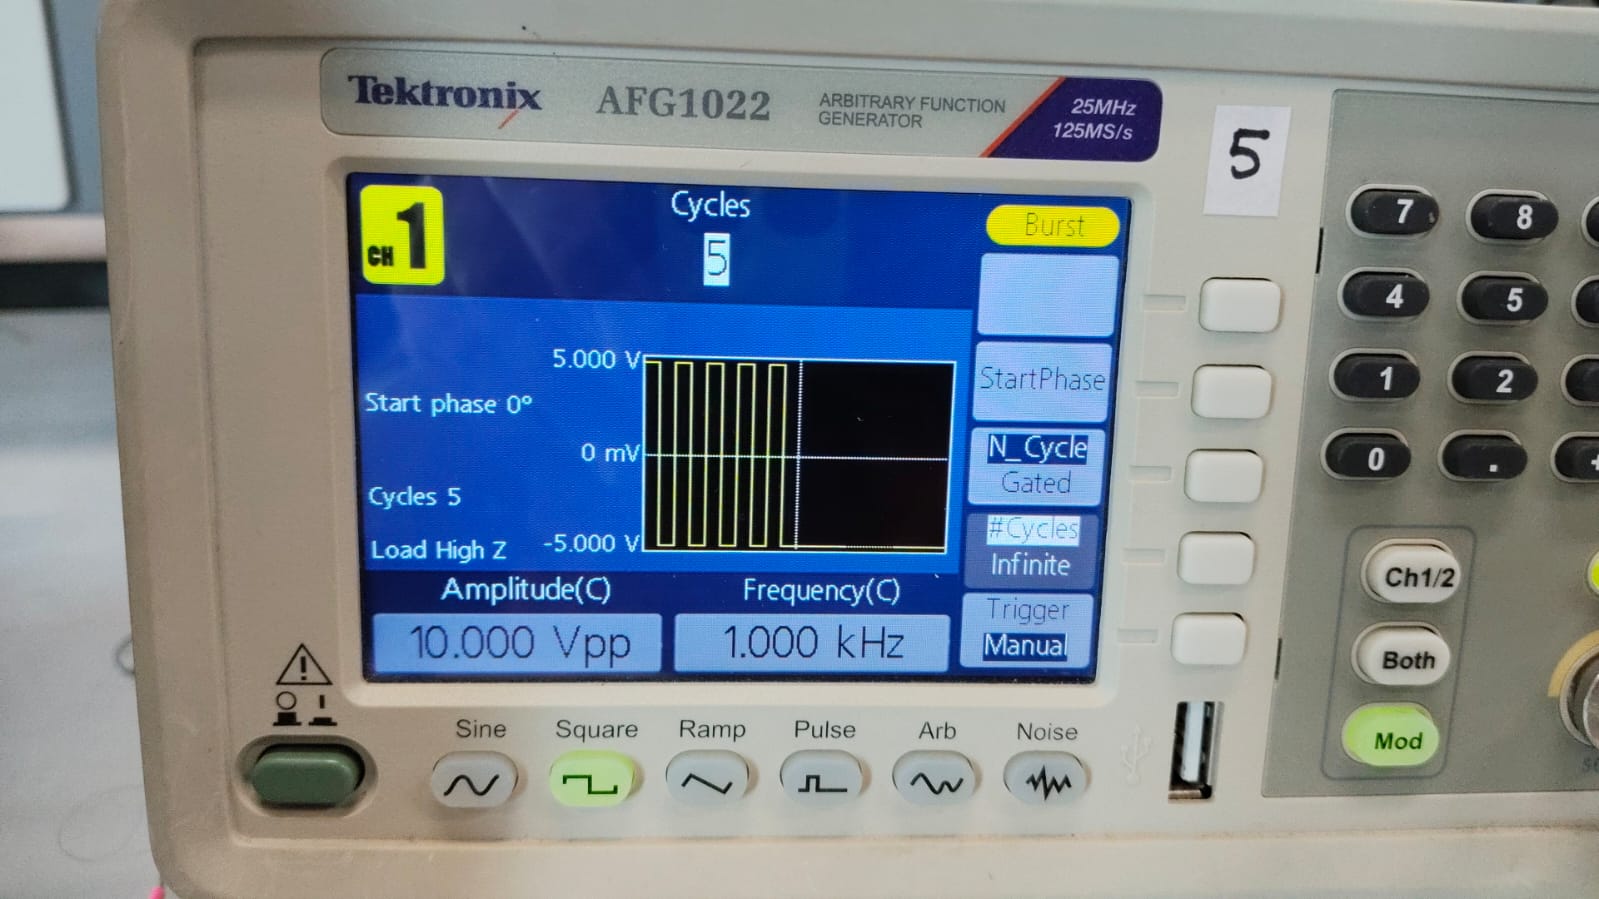 Tektronix AFG1022 ARBITRARY FUNCTION GENERATOR 25MHz 125MS/s
5
CH 1
Cycles
5
Burst
StartPhase
N_Cycle
Gated
#Cycles
Infinite
Trigger
Manual
5.000 V
Start phase 0°
0 mV
Cycles 5
Load High Z
-5.000 V
Amplitude(C)
Frequency(C)
10.000 Vpp
1.000 kHz
Sine
Square
Ramp
Pulse
Arb
Noise
7 8
4 5
1 2
0 . +
Ch1/2
Both
Mod